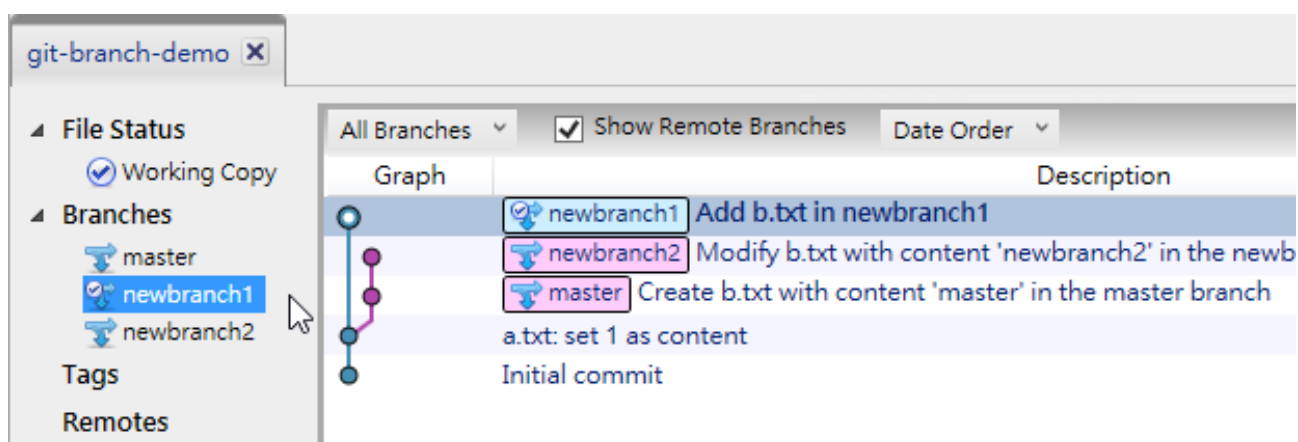 git-branch-demo
File Status
Working Copy
Branches
master
newbranch1
newbranch2
Tags
Remotes
All Branches Show Remote Branches Date Order
Graph Description
newbranch1 Add b.txt in newbranch1
newbranch2 Modify b.txt with content 'newbranch2' in the newb
master Create b.txt with content 'master' in the master branch
a.txt: set 1 as content
Initial commit